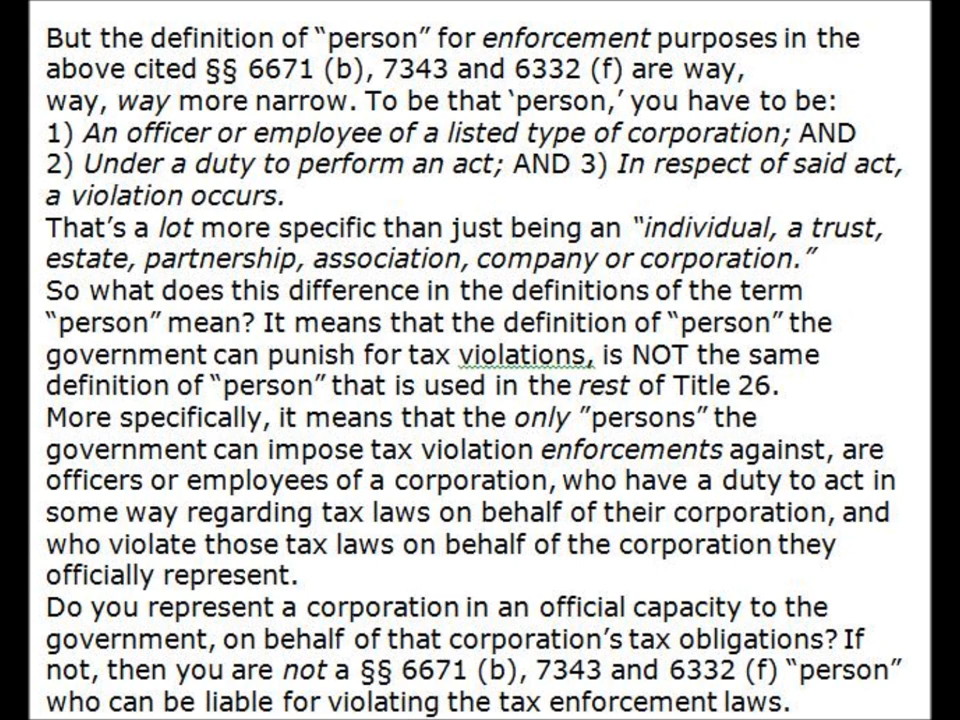 But the definition of “person” for enforcement purposes in the
above cited §§ 6671 (b), 7343 and 6332 (f) are way,
way, way more narrow. To be that ‘person,’ you have to be:
1) An officer or employee of a listed type of corporation; AND
2) Under a duty to perform an act; AND 3) In respect of said act,
a violation occurs.
That’s a lot more specific than just being an “individual, a trust,
estate, partnership, association, company or corporation.”
So what does this difference in the definitions of the term
“person” mean? It means that the definition of “person” the
government can punish for tax violations, is NOT the same
definition of “person” that is used in the rest of Title 26.
More specifically, it means that the only ”persons” the
government can impose tax violation enforcements against, are
officers or employees of a corporation, who have a duty to act in
some way regarding tax laws on behalf of their corporation, and
who violate those tax laws on behalf of the corporation they
officially represent.
Do you represent a corporation in an official capacity to the
government, on behalf of that corporation’s tax obligations? If
not, then you are not a §§ 6671 (b), 7343 and 6332 (f) “person”
who can be liable for violating the tax enforcement laws.